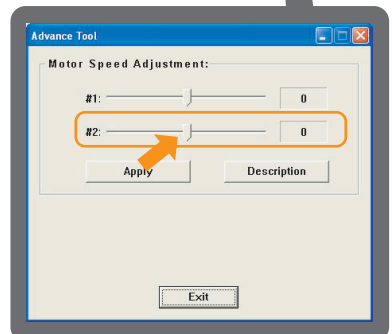 Advance Tool
Motor Speed Adjustment:
#1: 0
#2: 0
Apply Description
Exit